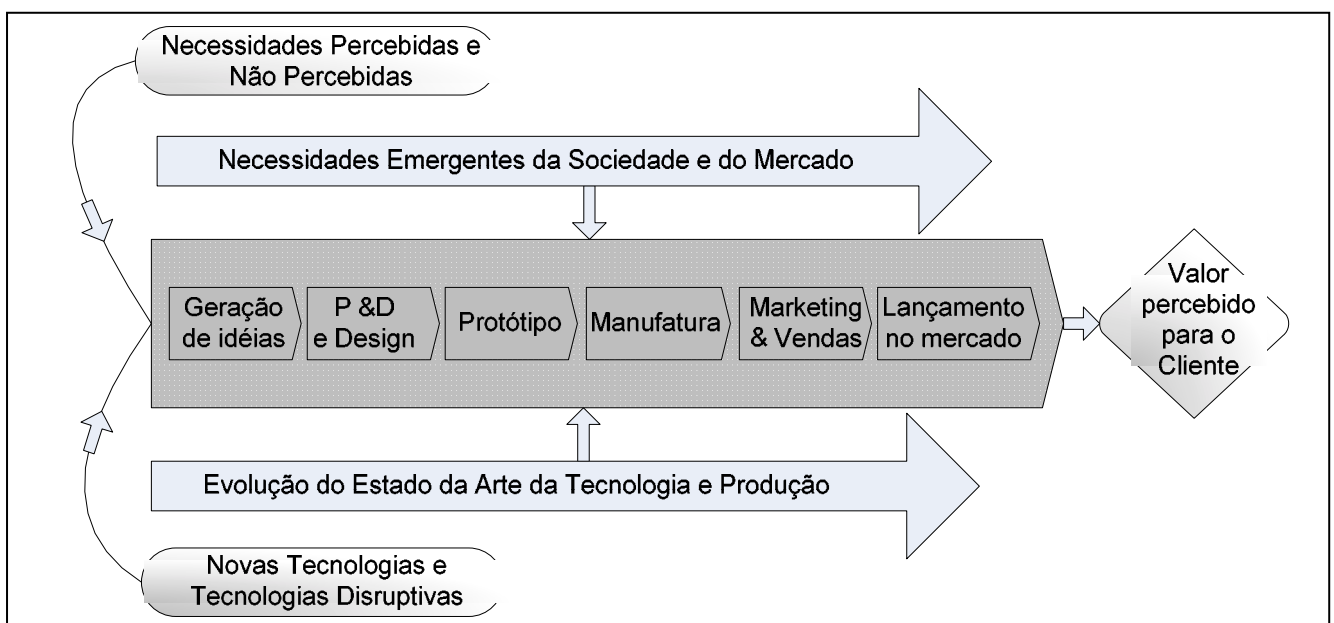 Necessidades Percebidas e
Não Percebidas
Necessidades Emergentes da Sociedade e do Mercado
Geração
de idéias
P &D
e Design
Protótipo
Manufatura
Marketing
& Vendas
Lançamento
no mercado
Valor
percebido
para o
Cliente
Evolução do Estado da Arte da Tecnologia e Produção
Novas Tecnologias e
Tecnologias Disruptivas